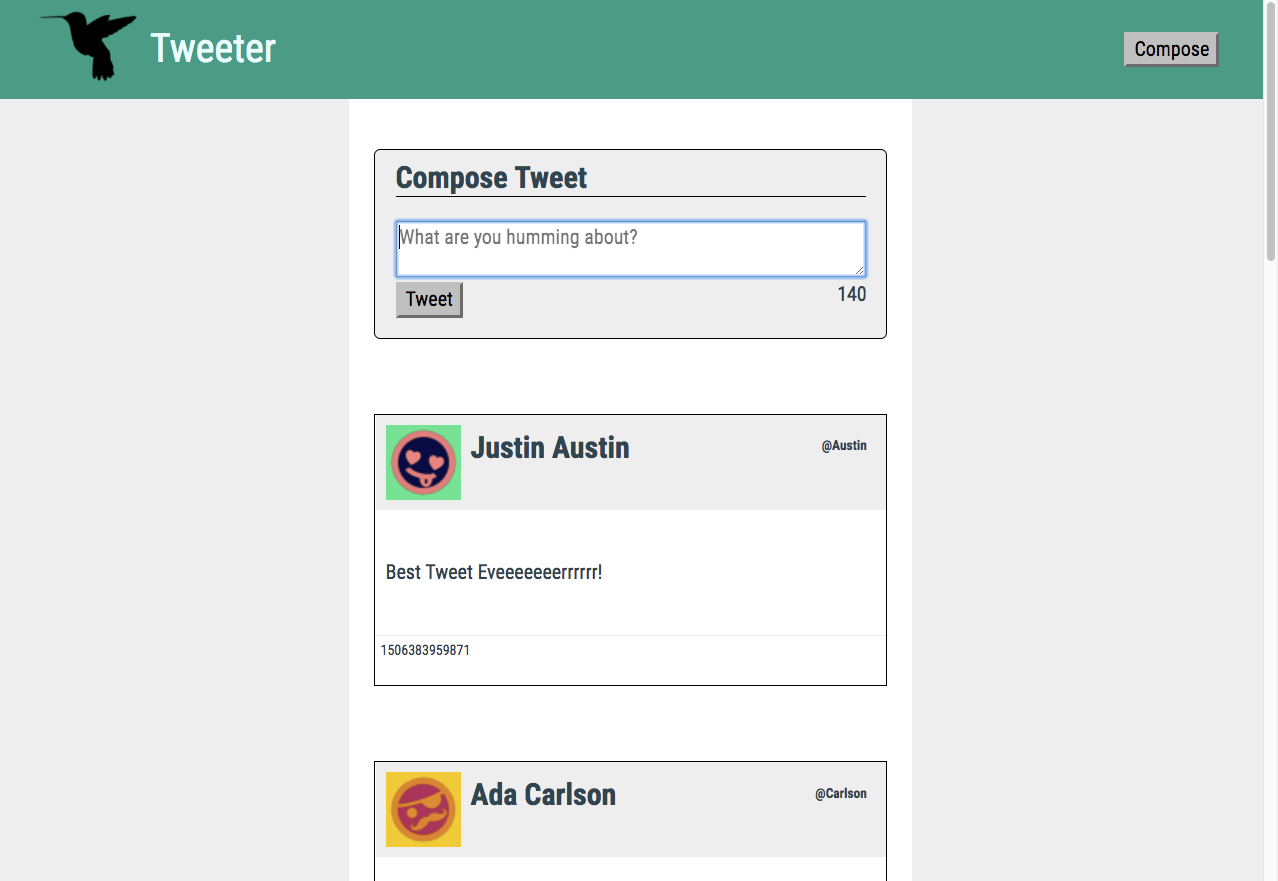 Tweeter
Compose
Compose Tweet
What are you humming about?
Tweet
140
Justin Austin
@Austin
Best Tweet Eveeeeeeerrrrrr!
1506383959871
Ada Carlson
@Carlson